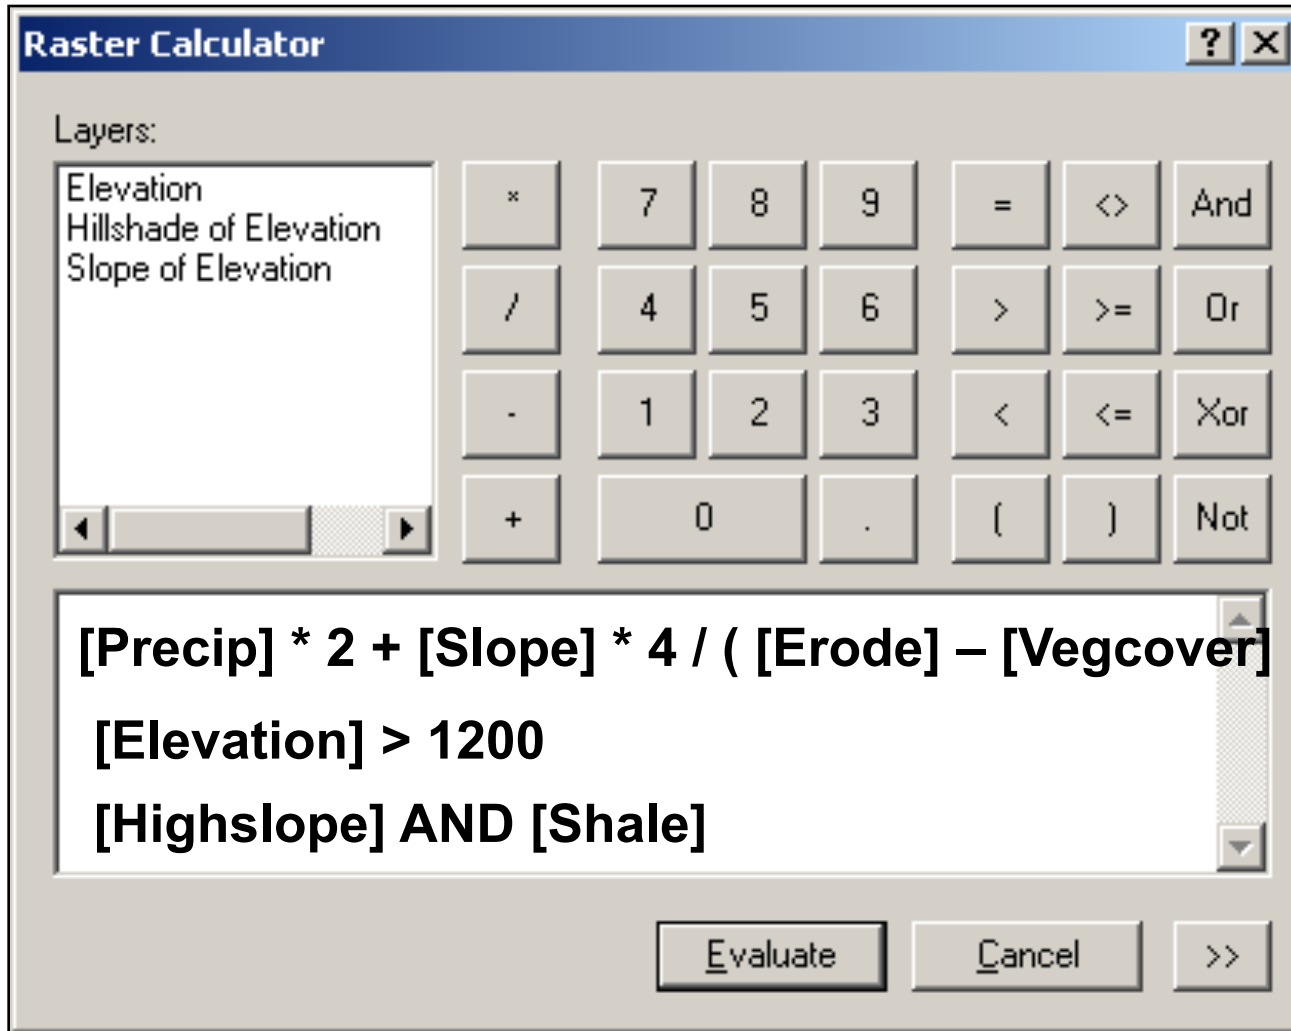 Raster Calculator ? ×
Layers:
Elevation
Hillshade of Elevation
Slope of Elevation
* 7 8 9 = <> And
/ 4 5 6 > >= Or
- 1 2 3 < <= Xor
+ 0 . ( ) Not
[Precip] * 2 + [Slope] * 4 / ( [Erode] – [Vegcover]
[Elevation] > 1200
[Highslope] AND [Shale]
Evaluate Cancel >>